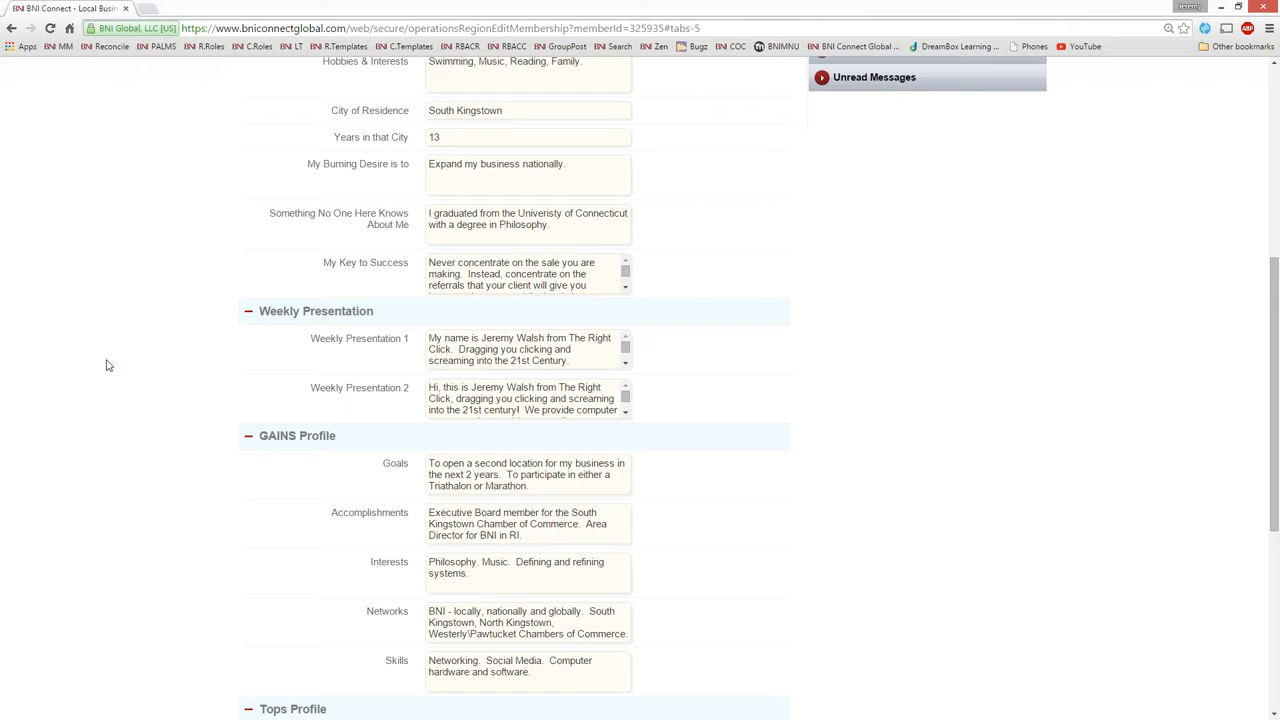 BNI Connect - Local Busin
Jeremy
BNI Global, LLC [US] https://www.bniconnectglobal.com/web/secure/operationsRegionEditMembership?memberId=325935#tabs-5
Apps BNI MM BNI Reconcile BNI PALMS BNI R.Roles BNI C.Roles BNI LT BNI R.Templates BNI C.Templates BNI RBACR BNI RBACC BNI GroupPost BNI Search BNI Zen BNI Bugz BNI COC BNIMNU BNI BNI Connect Global ... DreamBox Learning ... Phones YouTube Other bookmarks
Hobbies & Interests Swimming, Music, Reading, Family.
Unread Messages
City of Residence South Kingstown
Years in that City 13
My Burning Desire is to Expand my business nationally.
Something No One Here Knows I graduated from the Univeristy of Connecticut
About Me with a degree in Philosophy.
My Key to Success Never concentrate on the sale you are
making. Instead, concentrate on the
referrals that your client will give you
Weekly Presentation
Weekly Presentation 1 My name is Jeremy Walsh from The Right
Click. Dragging you clicking and
screaming into the 21st Century.
Weekly Presentation 2 Hi, this is Jeremy Walsh from The Right
Click, dragging you clicking and screaming
into the 21st century! We provide computer
GAINS Profile
Goals To open a second location for my business in
the next 2 years. To participate in either a
Triathalon or Marathon.
Accomplishments Executive Board member for the South
Kingstown Chamber of Commerce. Area
Director for BNI in RI.
Interests Philosophy. Music. Defining and refining
systems.
Networks BNI - locally, nationally and globally. South
Kingstown, North Kingstown,
Westerly\Pawtucket Chambers of Commerce.
Skills Networking. Social Media. Computer
hardware and software.
Tops Profile